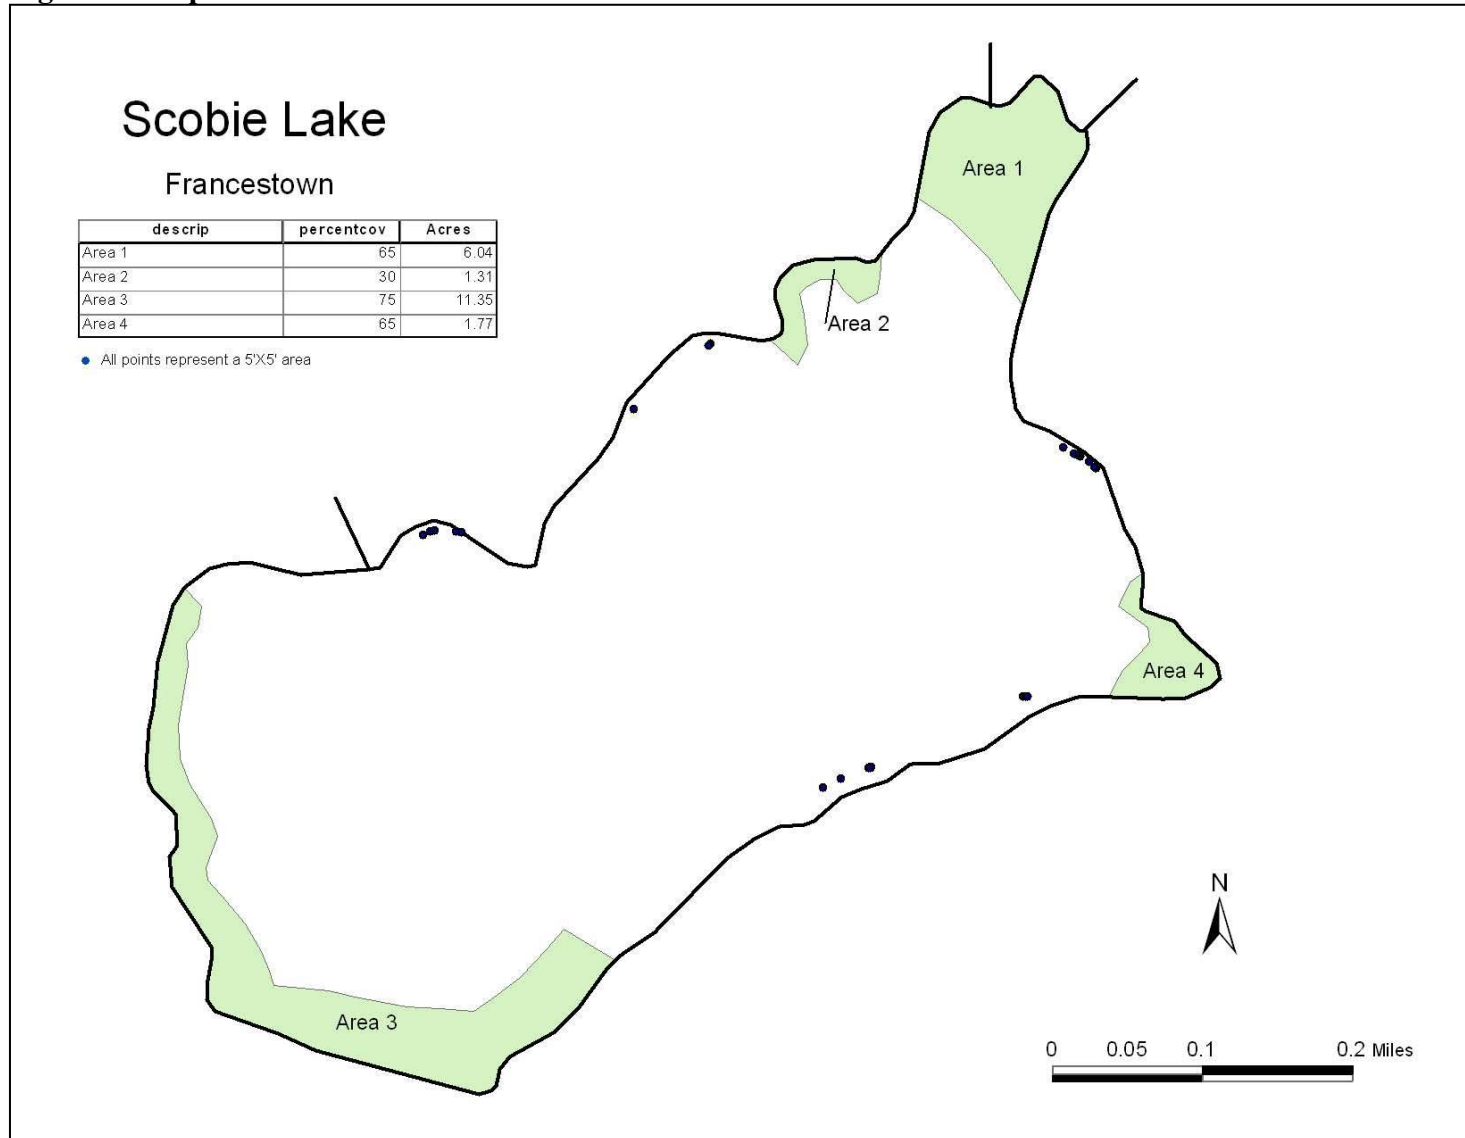 Scobie Lake
Francestown
descrip percentcov Acres
Area 1 65 6.04
Area 2 30 1.31
Area 3 75 11.35
Area 4 65 1.77
All points represent a 5'X5' area
Area 1
Area 2
Area 4
Area 3
N
0 0.05 0.1 0.2 Miles